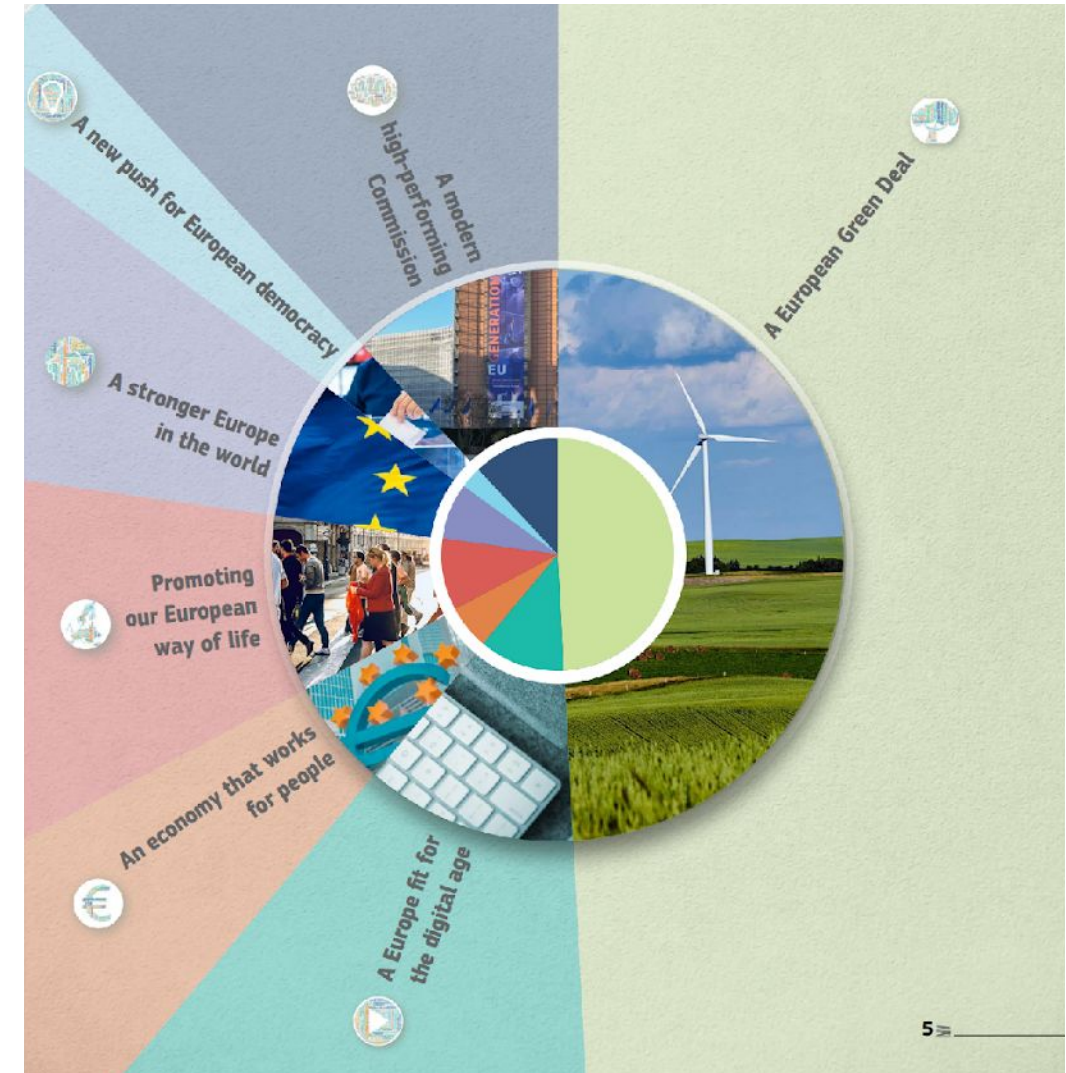 A new push for European democracy
A modern
high-performing
Commission
A European Green Deal
A stronger Europe
in the world
Promoting
our European
way of life
An economy that works
for people
A Europe fit for
the digital age
GENERATION
EU
5